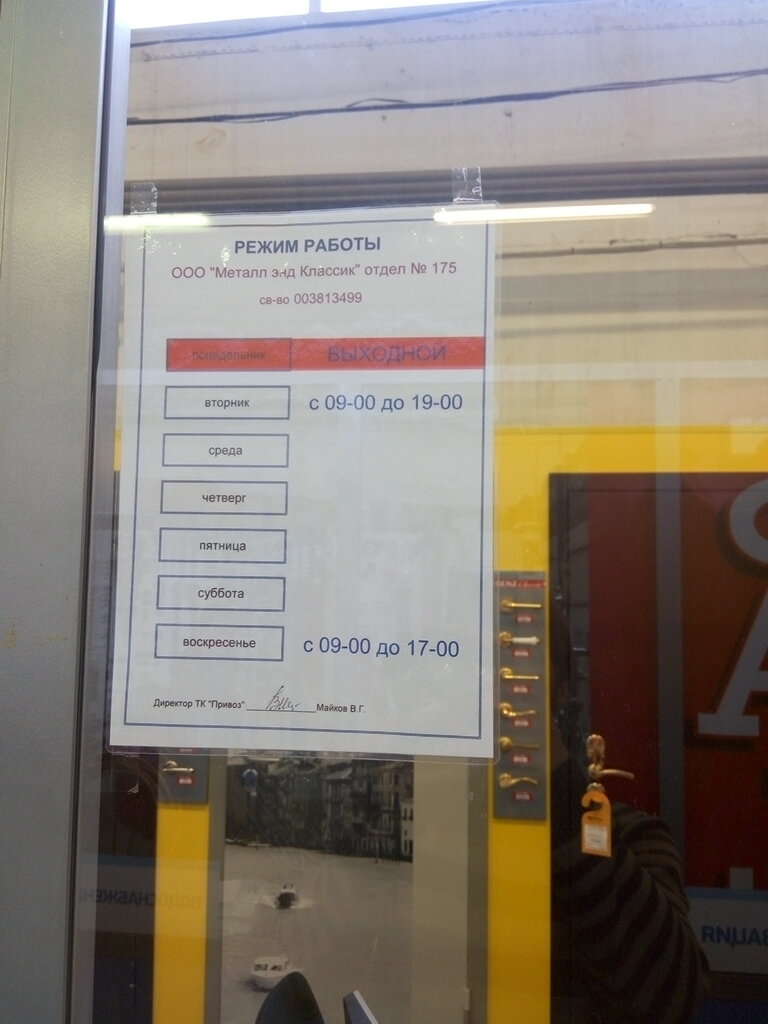 РЕЖИМ РАБОТЫ
ООО "Металл энд Классик" отдел № 175
св-во 003813499
понедельник ВЫХОДНОЙ
вторник с 09-00 до 19-00
среда
четверг
пятница
суббота
воскресенье с 09-00 до 17-00
Директор ТК "Привоз" Майков В.Г.